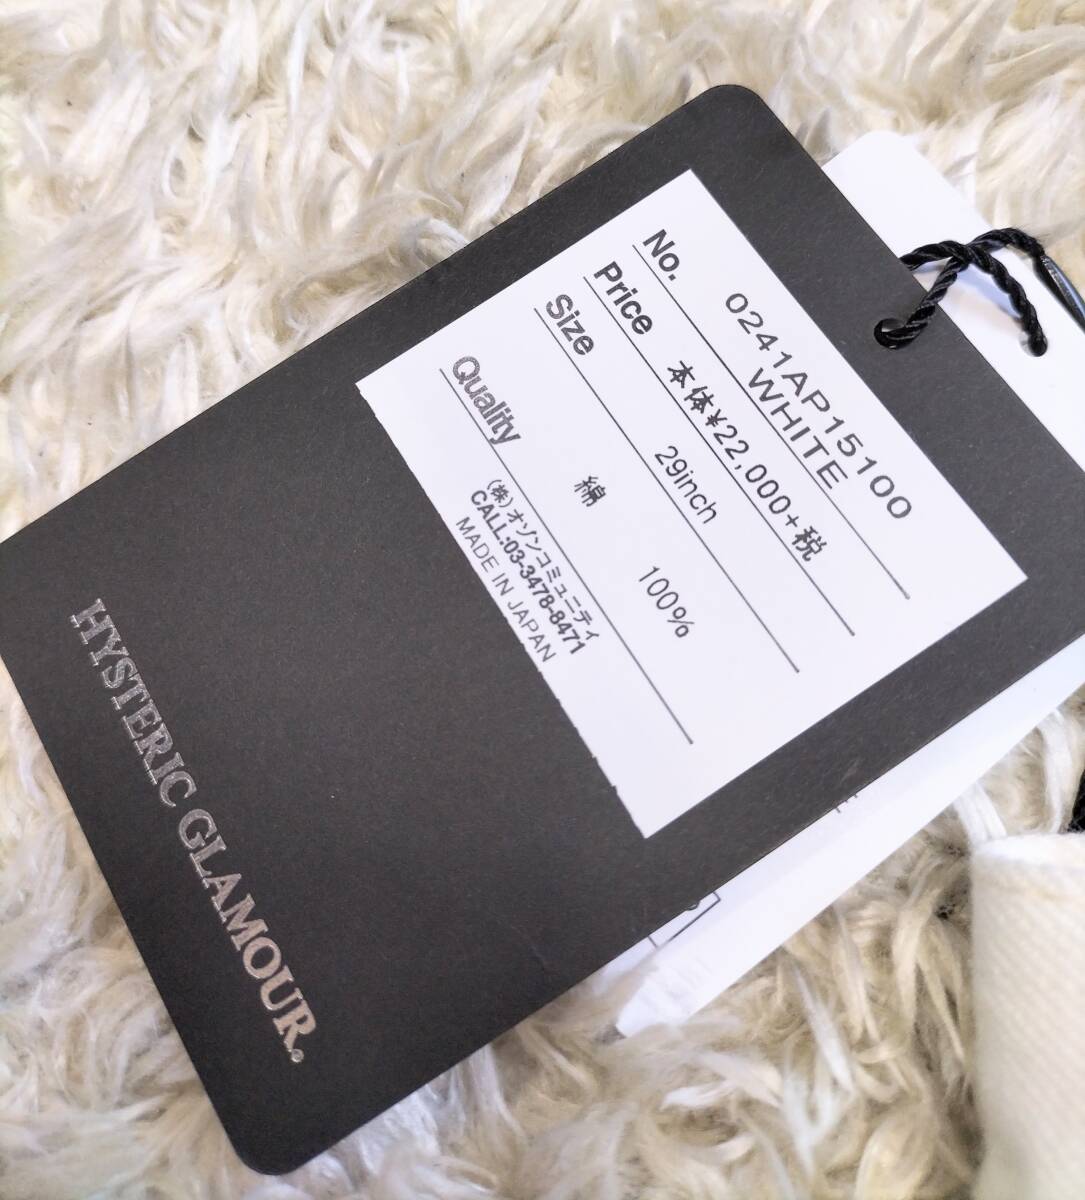 No. 0241AP15100
WHITE
Price 本体¥22,000+税
Size 29inch
Quality 綿 100%
(株)オゾンコミュニティ
CALL:03-3478-8471
MADE IN JAPAN
HYSTERIC GLAMOUR.